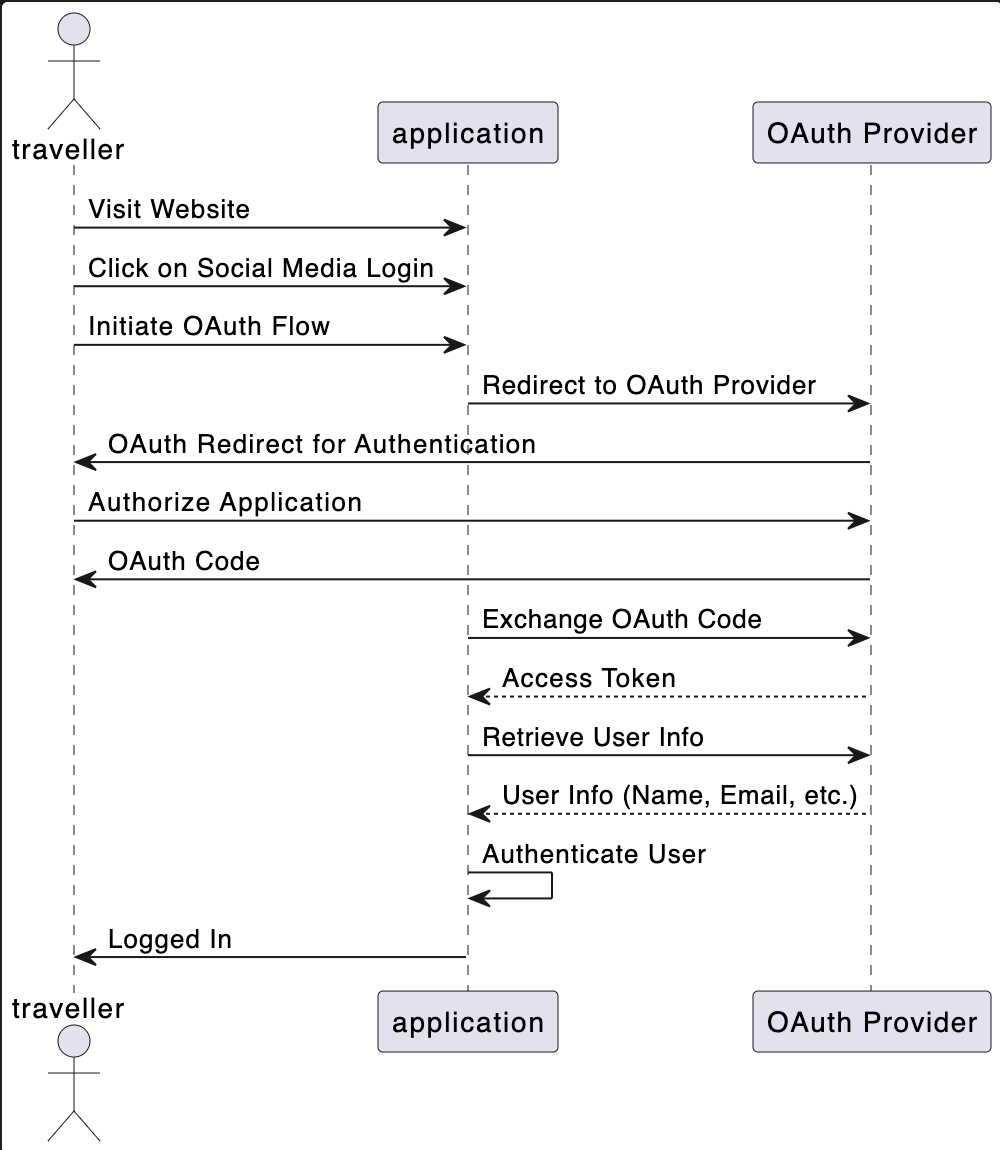 traveller
application
OAuth Provider
Visit Website
Click on Social Media Login
Initiate OAuth Flow
Redirect to OAuth Provider
OAuth Redirect for Authentication
Authorize Application
OAuth Code
Exchange OAuth Code
Access Token
Retrieve User Info
User Info (Name, Email, etc.)
Authenticate User
Logged In
traveller
application
OAuth Provider